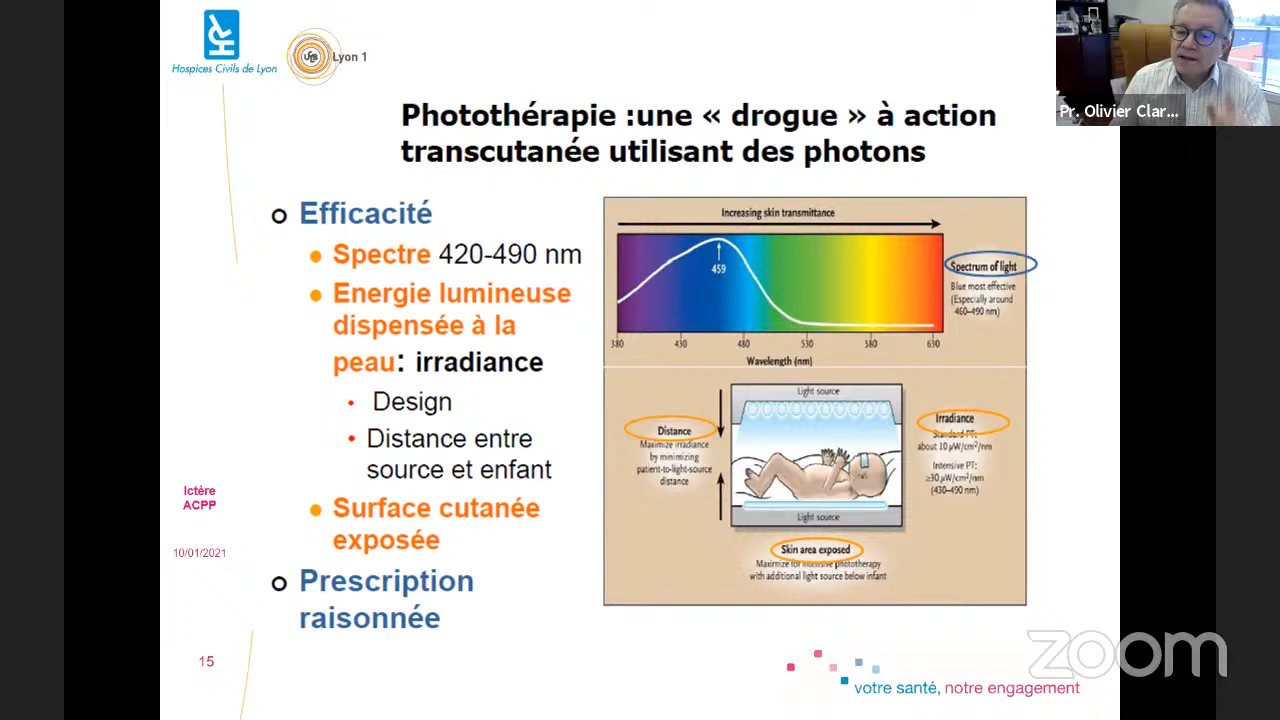 Hospices Civils de Lyon
Lyon 1
Pr. Olivier Clar...
Photothérapie :une « drogue » à action
transcutanée utilisant des photons
Efficacité
Spectre 420-490 nm
Energie lumineuse
dispensée à la
peau: irradiance
Design
Distance entre
source et enfant
Surface cutanée
exposée
Prescription
raisonnée
Increasing skin transmittance
459
380 430 480 530 580 630
Wavelength (nm)
Spectrum of light
Blue most effective
(Especially around
460–490 nm)
Light source
Distance
Maximize irradiance
by minimizing
patient-to-light-source
distance
Irradiance
Standard PT:
about 10 µW/cm²/nm
Intensive PT:
≥30 µW/cm²/nm
(430–490 nm)
Light source
Skin area exposed
Maximize for intensive phototherapy
with additional light source below infant
Ictère
ACPP
10/01/2021
15
zoom
votre santé, notre engagement